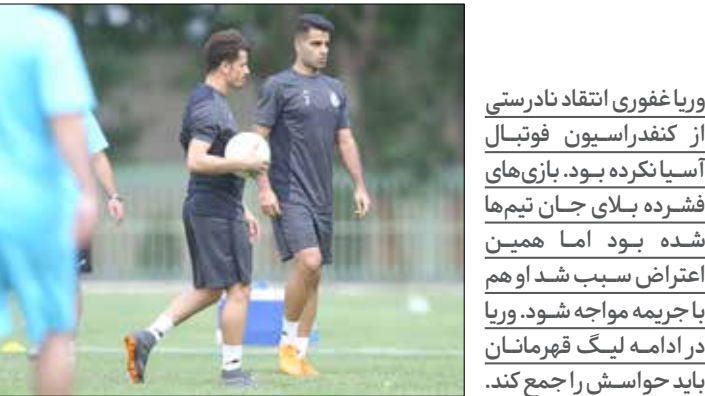 وریا غفوری انتقاد نادرستی
از کنفدراسیون فوتبال
آسیا نکرده بود. بازی‌های
فشرده بلای جان تیم‌ها
شده بود اما همین
اعتراض سبب شد او هم
با جریمه مواجه شود. وریا
در ادامه لیگ قهرمانان
باید حواسش را جمع کند.